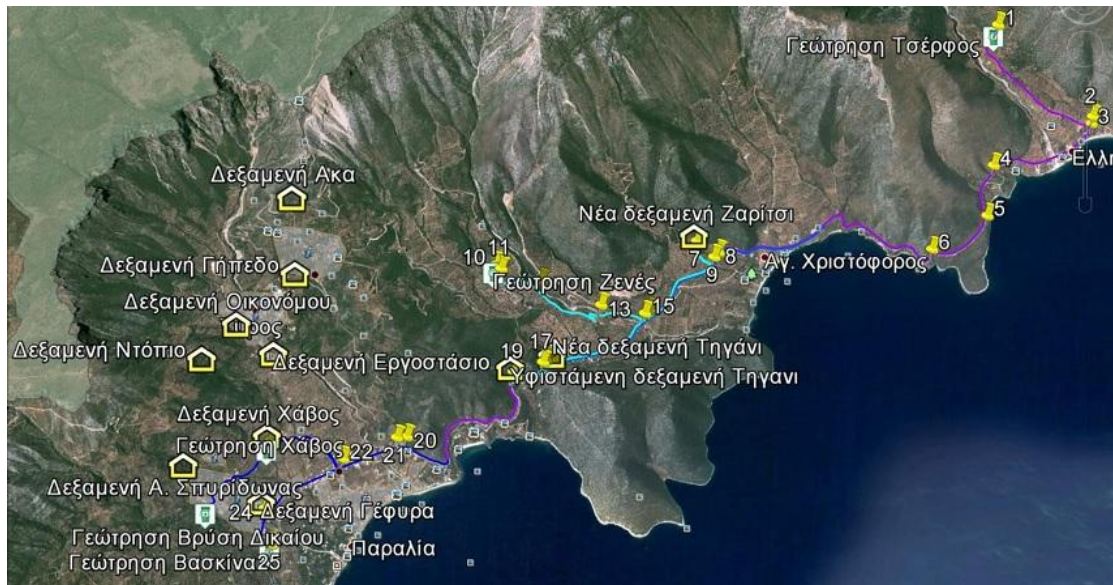 1
Γεώτρηση Τσέρφος
2
3
Ελλη
4
5
Δεξαμενή Ακα
Νέα δεξαμενή Ζαρίτσι
6
7
8
Αγ. Χριστόφορος
9
10
11
Γεώτρηση Ζενές
Δεξαμενή Γήπεδο
13
15
Δεξαμενή Οικονόμου
ρος
Δεξαμενή Ντόπιο
Δεξαμενή Εργοστάσιο
19
17
Νέα δεξαμενή Τηγάνι
Υφιστάμενη δεξαμενή Τηγανι
Δεξαμενή Χάβος
Γεώτρηση Χάβος
20
21
22
Δεξαμενή Α. Σπυρίδωνας
24
Δεξαμενή Γέφυρα
Γεώτρηση Βρύση Δικαίου
Παραλία
Γεώτρηση Βασκίνα
25